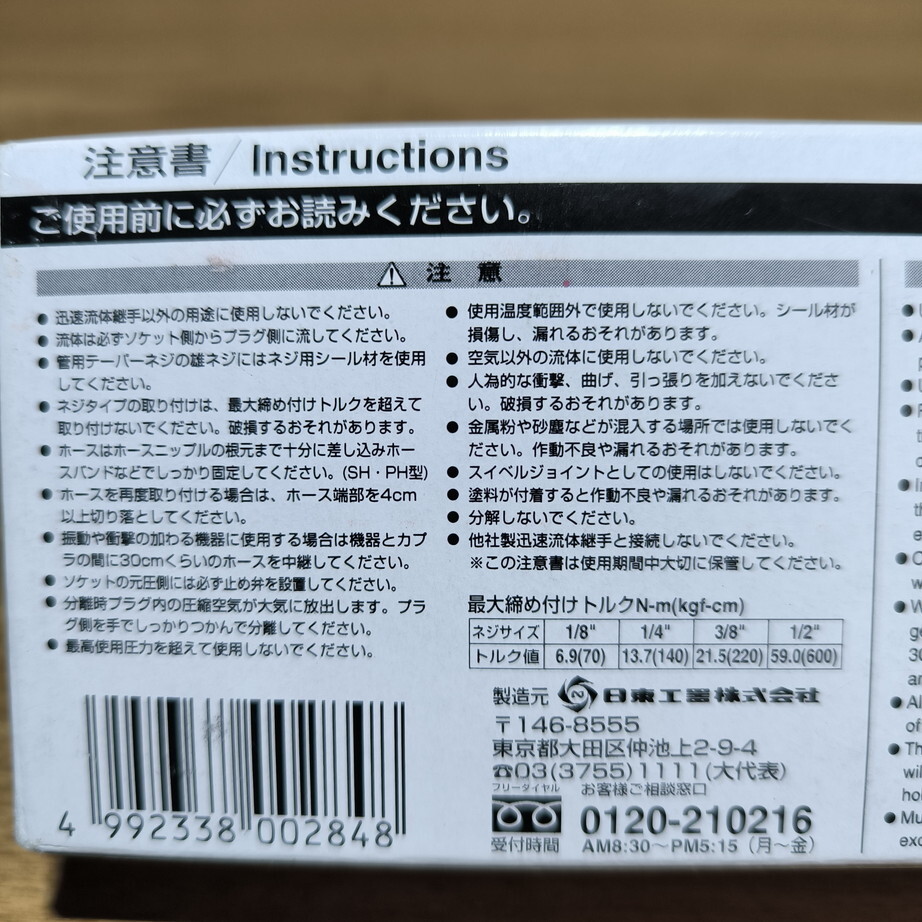 注意書/Instructions
ご使用前に必ずお読みください。
⚠ 注 意
● 迅速流体継手以外の用途に使用しないでください。
● 流体は必ずソケット側からプラグ側に流してください。
● 管用テーパーネジの雄ネジにはネジ用シール材を使用
してください。
● ネジタイプの取り付けは、最大締め付けトルクを超えて
取り付けないでください。破損するおそれがあります。
● ホースはホースニップルの根元まで十分に差し込みホー
スバンドなどでしっかり固定してください。(SH・PH型)
● ホースを再度取り付ける場合は、ホース端部を4cm
以上切り落としてください。
● 振動や衝撃の加わる機器に使用する場合は機器とカプ
ラの間に30cmくらいのホースを中継してください。
● ソケットの元圧側には必ず止め弁を設置してください。
● 分離時プラグ内の圧縮空気が大気に放出します。プラ
グ側を手でしっかりつかんで分離してください。
● 最高使用圧力を超えて使用しないでください。
● 使用温度範囲外で使用しないでください。シール材が
損傷し、漏れるおそれがあります。
● 空気以外の流体に使用しないでください。
● 人為的な衝撃、曲げ、引っ張りを加えないでくださ
い。破損するおそれがあります。
● 金属粉や砂塵などが混入する場所では使用しないでく
ださい。作動不良や漏れるおそれがあります。
● スイベルジョイントとしての使用はしないでください。
● 塗料が付着すると作動不良や漏れるおそれがあります。
● 分解しないでください。
● 他社製迅速流体継手と接続しないでください。
※この注意書は使用期間中大切に保管してください。
最大締め付けトルクN-m(kgf-cm)
ネジサイズ 1/8" 1/4" 3/8" 1/2"
トルク値 6.9(70) 13.7(140) 21.5(220) 59.0(600)
製造元 日東工器株式会社
〒146-8555
東京都大田区仲池上2-9-4
☎03(3755)1111(大代表)
フリーダイヤル お客様ご相談窓口
0120-210216
受付時間 AM8:30〜PM5:15（月〜金）
4 992338 002848